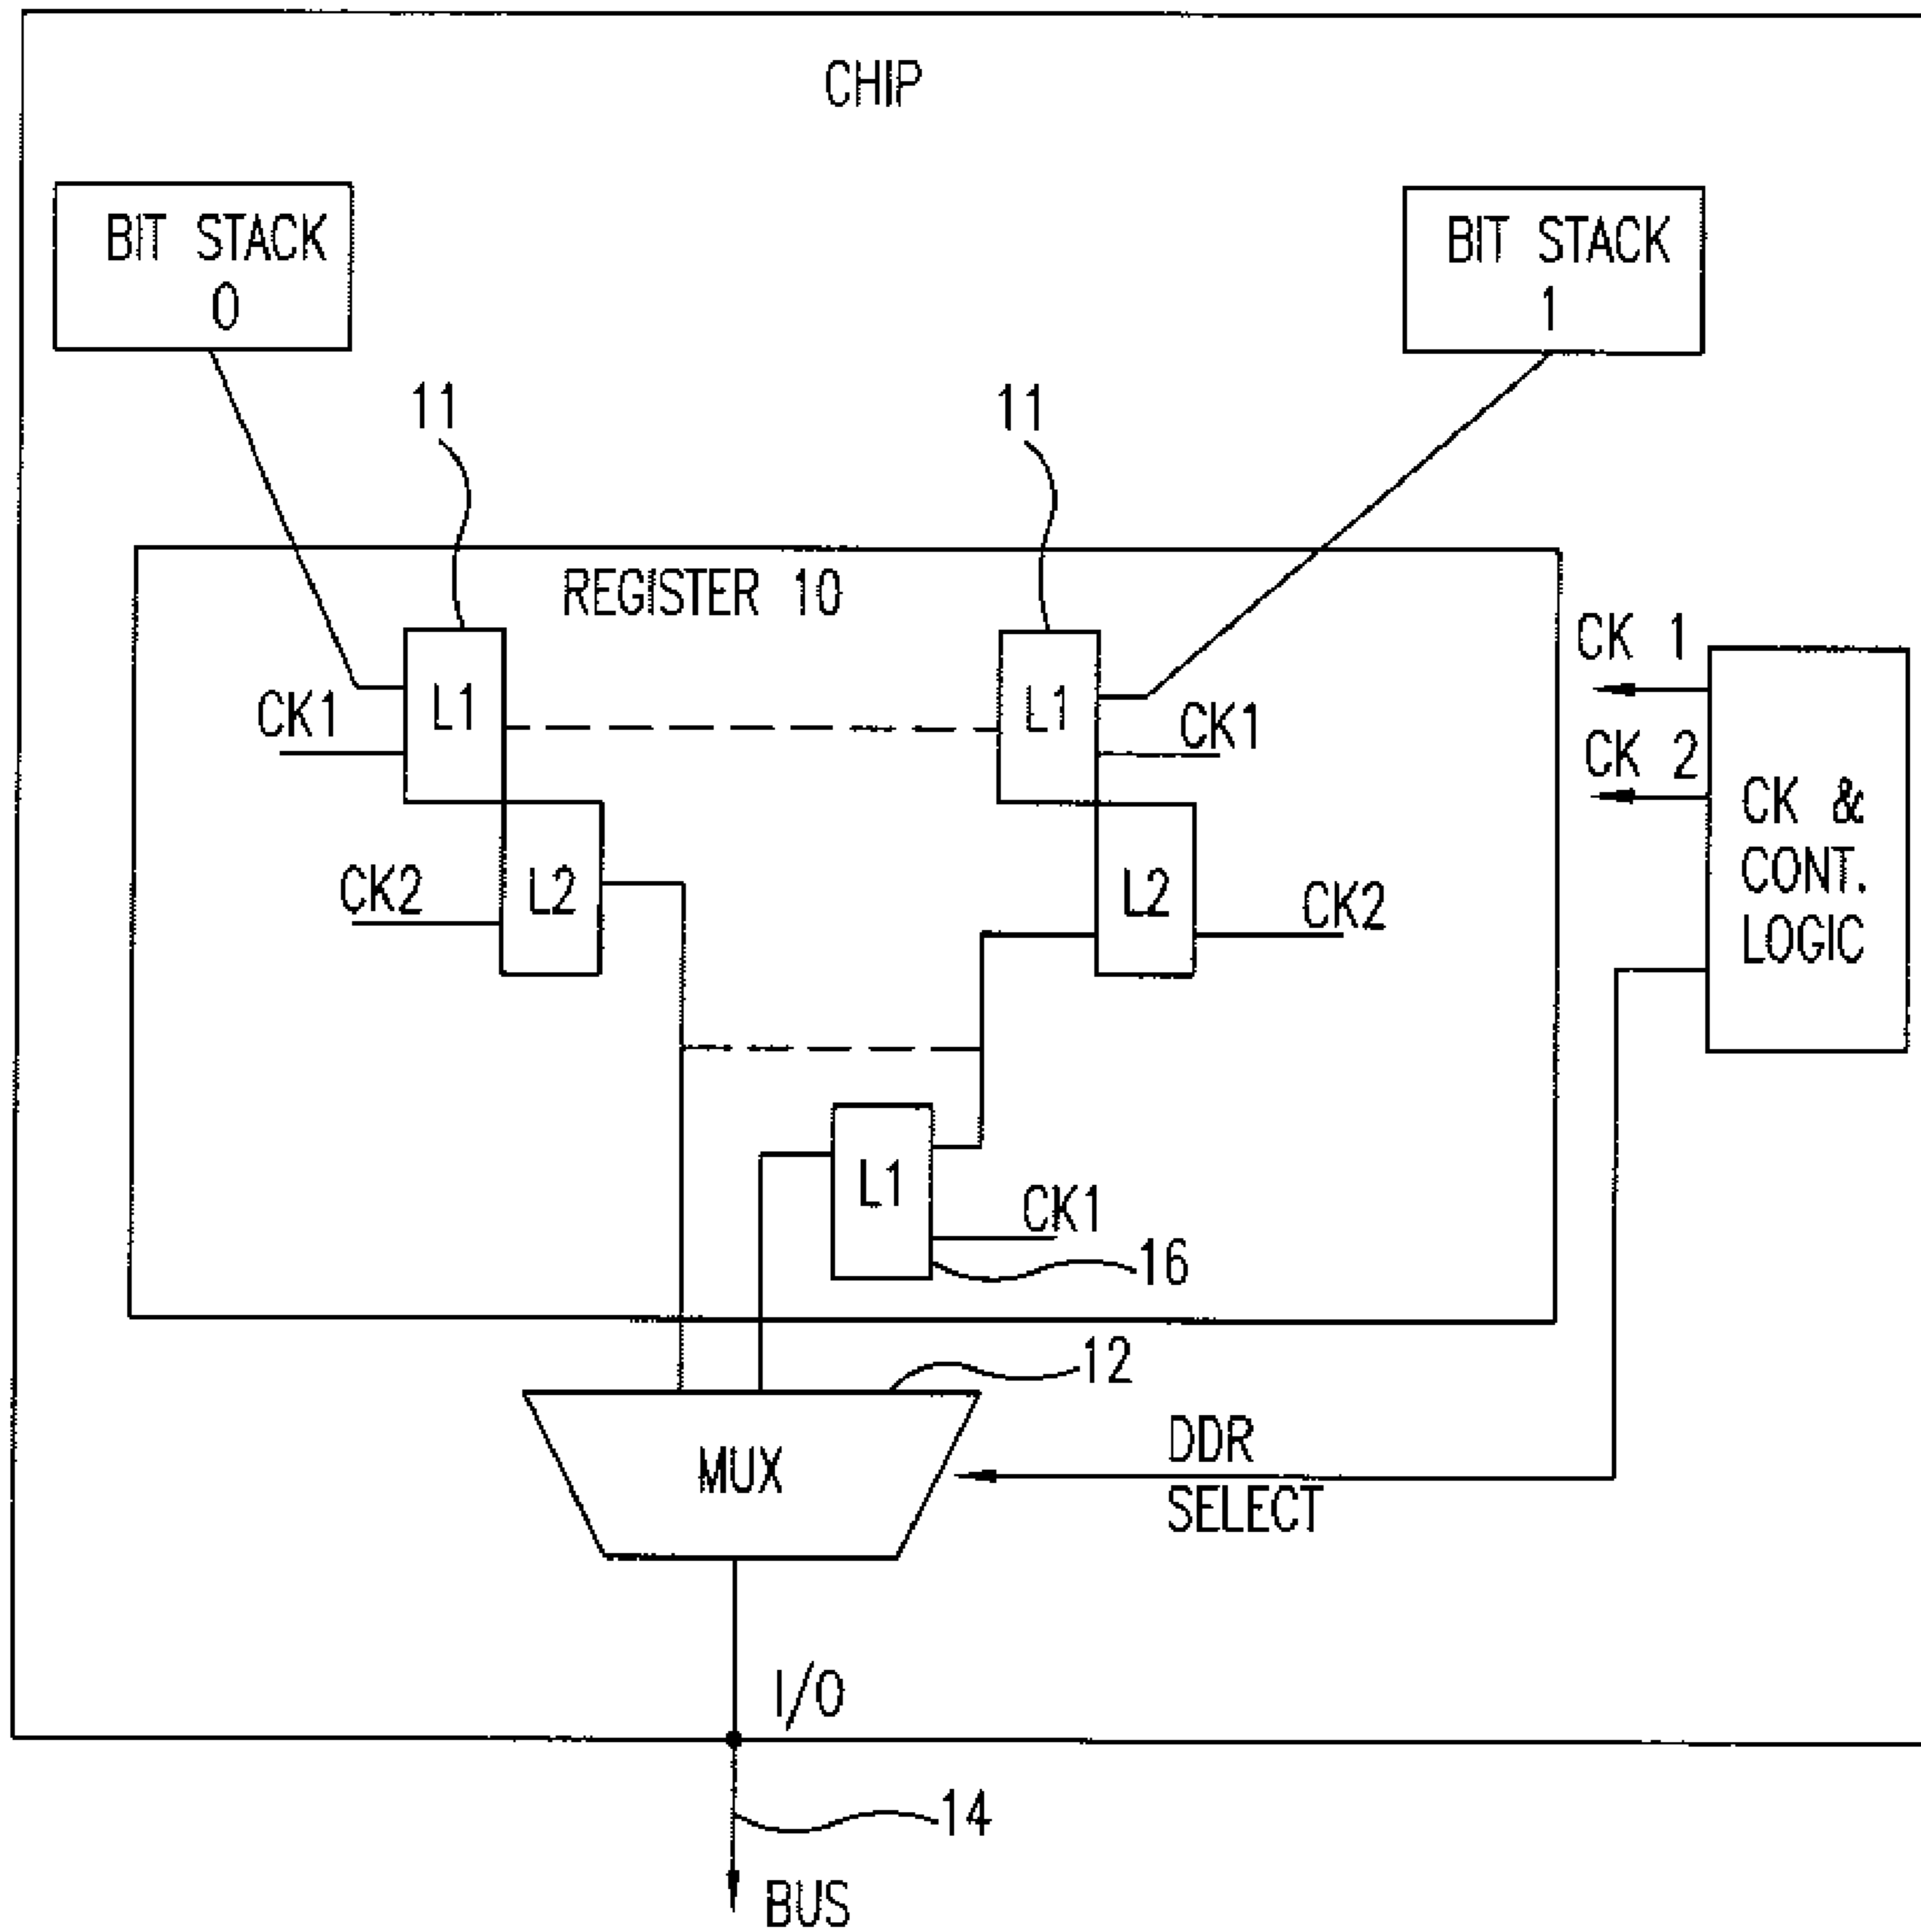 CHIP
BIT STACK
0
BIT STACK
1
11
11
REGISTER 10
CK 1
CK1
L1
L1
CK1
CK 2
CK &
CONT.
LOGIC
CK2
L2
L2
CK2
L1
CK1
16
12
MUX
DDR
SELECT
I/O
14
BUS